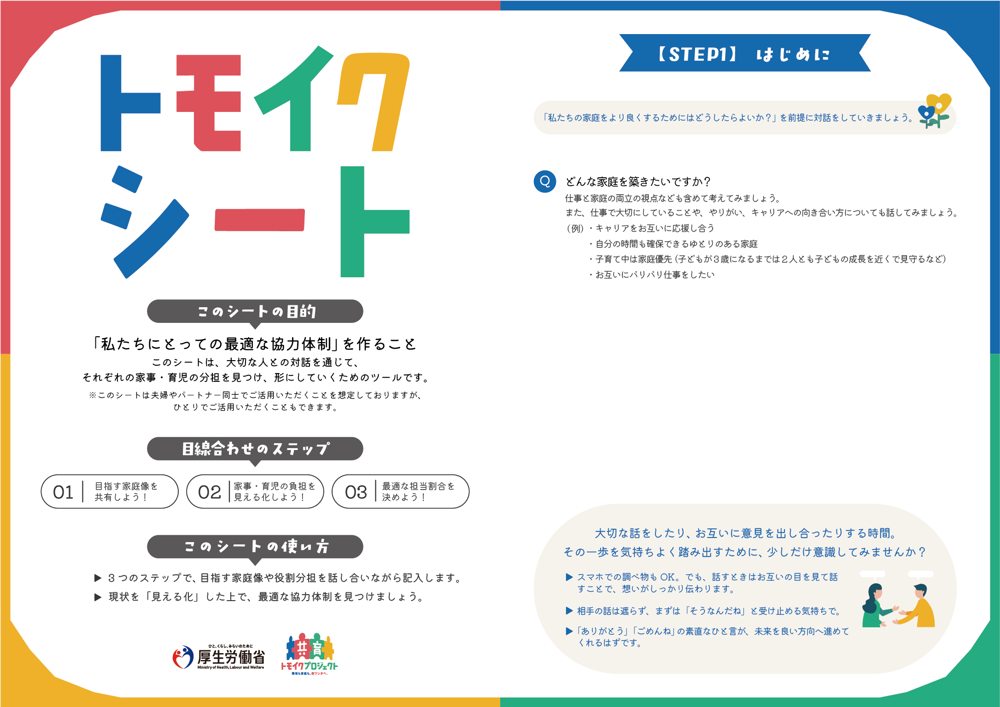 トモイク
シート
このシートの目的
「私たちにとっての最適な協力体制」を作ること
このシートは、大切な人との対話を通じて、
それぞれの家事・育児の分担を見つけ、形にしていくためのツールです。
※このシートは夫婦やパートナー同士でご活用いただくことを想定しておりますが、
ひとりでご活用いただくこともできます。
目線合わせのステップ
01 目指す家庭像を
共有しよう！
02 家事・育児の負担を
見える化しよう！
03 最適な担当割合を
決めよう！
このシートの使い方
▶ 3つのステップで、目指す家庭像や役割分担を話し合いながら記入します。
▶ 現状を「見える化」した上で、最適な協力体制を見つけましょう。
ひと、くらし、みらいのために
厚生労働省
Ministry of Health, Labour and Welfare
共育
トモイクプロジェクト
職場も家庭も、脱ワンオペ。
【STEP1】 はじめに
「私たちの家庭をより良くするためにはどうしたらよいか？」を前提に対話をしていきましょう。
Q どんな家庭を築きたいですか？
仕事と家庭の両立の視点なども含めて考えてみましょう。
また、仕事で大切にしていることや、やりがい、キャリアへの向き合い方についても話してみましょう。
（例）・キャリアをお互いに応援し合う
・自分の時間も確保できるゆとりのある家庭
・子育て中は家庭優先（子どもが３歳になるまでは２人とも子どもの成長を近くで見守るなど）
・お互いにバリバリ仕事をしたい
大切な話をしたり、お互いに意見を出し合ったりする時間。
その一歩を気持ちよく踏み出すために、少しだけ意識してみませんか？
▶ スマホでの調べ物も OK。でも、話すときはお互いの目を見て話
すことで、想いがしっかり伝わります。
▶ 相手の話は遮らず、まずは「そうなんだね」と受け止める気持ちで。
▶「ありがとう」「ごめんね」の素直なひと言が、未来を良い方向へ進めて
くれるはずです。